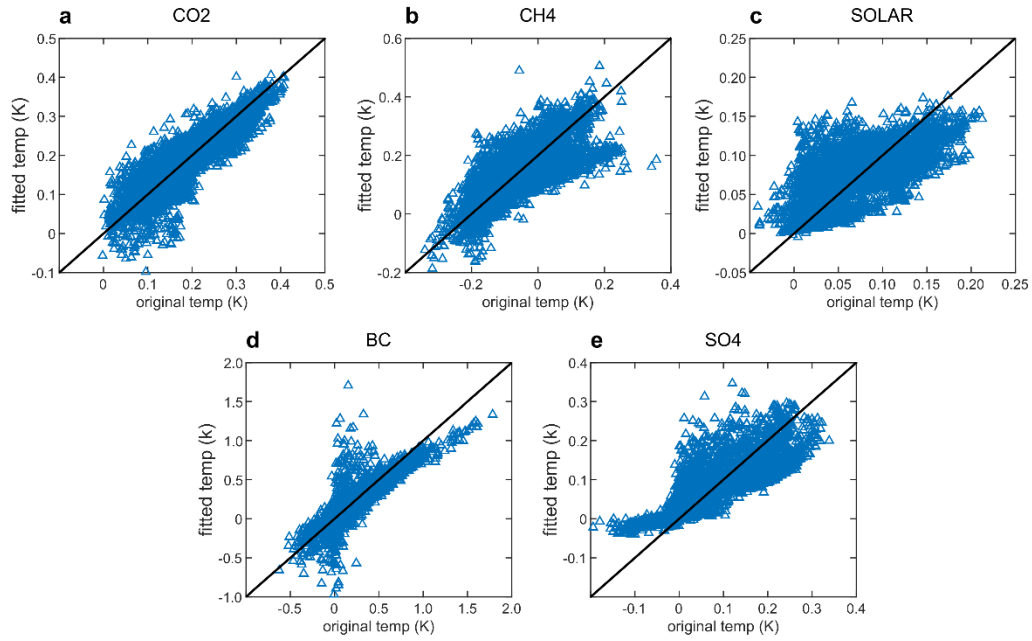 a CO2
0.5
0.4
0.3
0.2
0.1
0
-0.1
fitted temp (K)
0 0.1 0.2 0.3 0.4 0.5
original temp (K)
b CH4
0.6
0.4
0.2
0
-0.2
fitted temp (k)
-0.2 0 0.2 0.4
original temp (K)
c SOLAR
0.25
0.20
0.15
0.10
0.05
0
-0.05
fitted temp (k)
0 0.05 0.10 0.15 0.20 0.25
original temp (K)
d BC
2.0
1.5
1.0
0.5
0
-0.5
-1.0
fitted temp (k)
-0.5 0 0.5 1.0 1.5 2.0
original temp (K)
e SO4
0.4
0.3
0.2
0.1
0
-0.1
fitted temp (k)
-0.1 0 0.1 0.2 0.3 0.4
original temp (K)